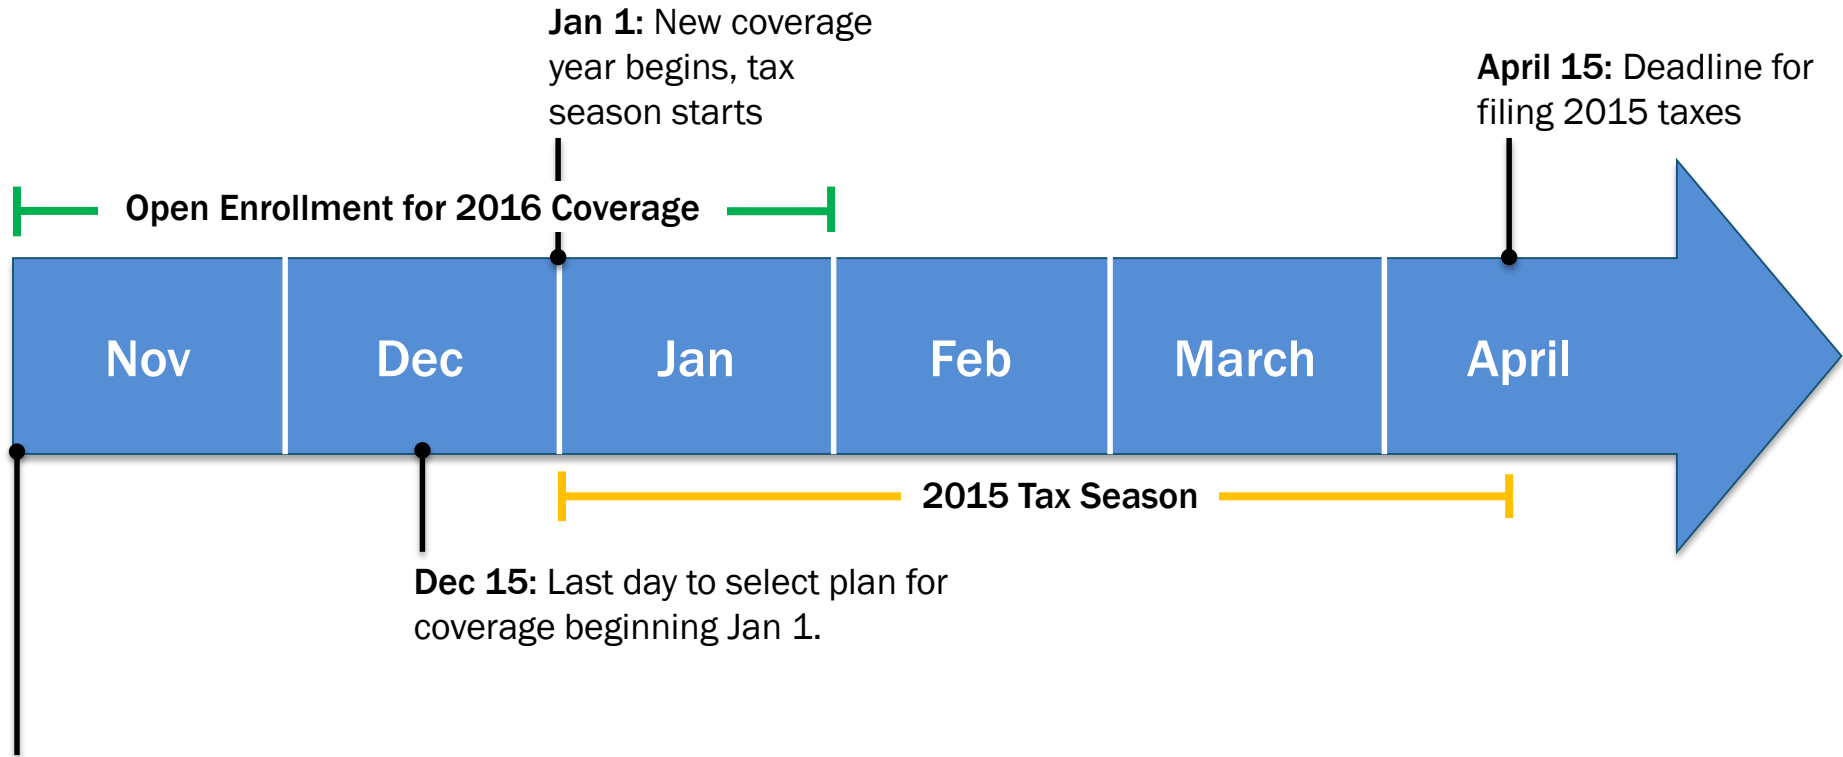 Jan 1: New coverage
year begins, tax
season starts
April 15: Deadline for
filing 2015 taxes
Open Enrollment for 2016 Coverage
Nov
Dec
Jan
Feb
March
April
2015 Tax Season
Dec 15: Last day to select plan for
coverage beginning Jan 1.